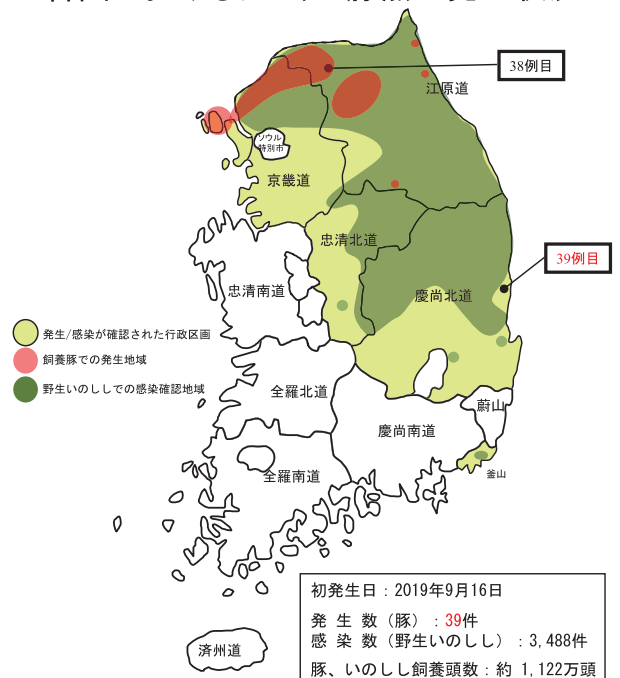 38例目
江原道
ソウル
特別市
京畿道
忠清北道
39例目
忠清南道
慶尚北道
発生/感染が確認された行政区画
飼養豚での発生地域
野生いのししでの感染確認地域
全羅北道
蔚山
慶尚南道
全羅南道
釜山
済州道
初発生日：2019年9月16日
発 生 数（豚）：39件
感 染 数（野生いのしし）：3,488件
豚、いのしし飼養頭数：約 1,122万頭